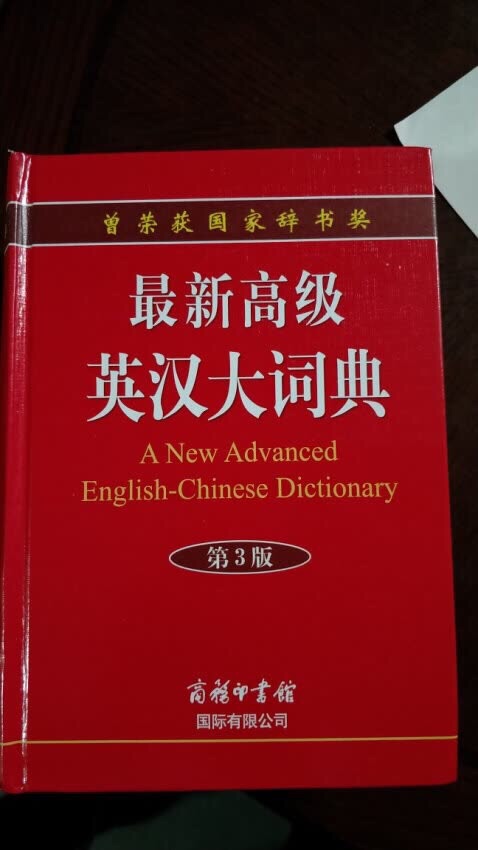 曾荣获国家辞书奖
最新高级
英汉大词典
A New Advanced
English-Chinese Dictionary
第3版
商務印書館
国际有限公司